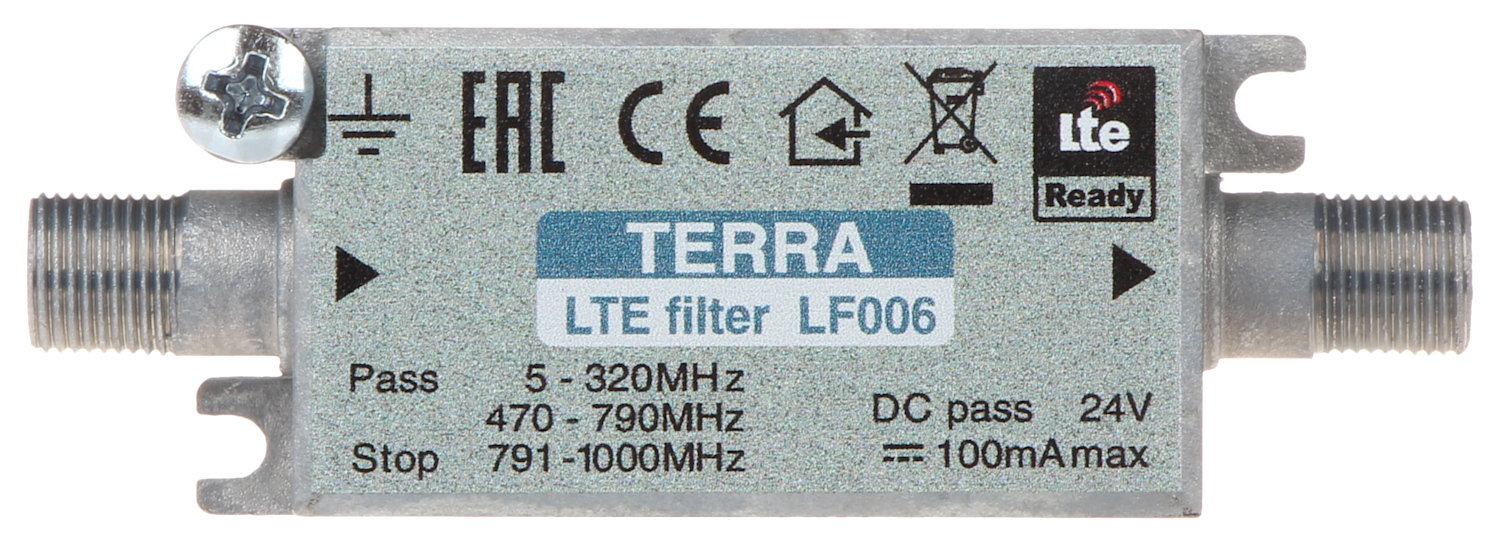 EAC CE
Lte
Ready
TERRA
LTE filter LF006
Pass 5 - 320MHz
470 - 790MHz
Stop 791 -1000MHz
DC pass 24V
100mA max